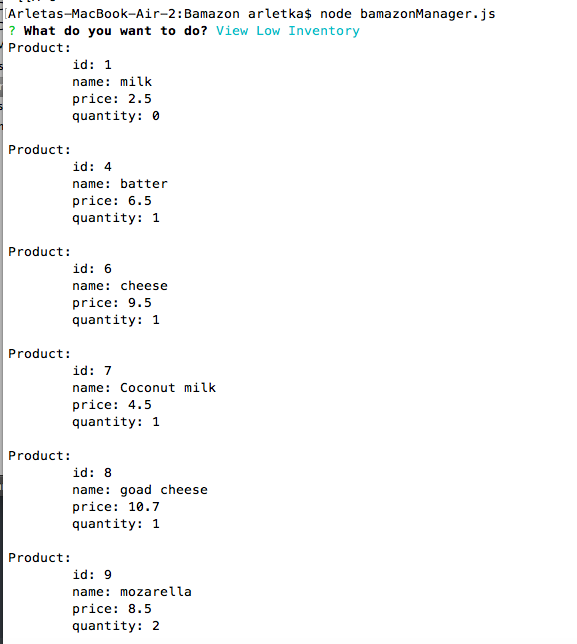 Arletas-MacBook-Air-2:Bamazon arletka$ node bamazonManager.js
? What do you want to do? View Low Inventory
Product:
id: 1
name: milk
price: 2.5
quantity: 0
Product:
id: 4
name: batter
price: 6.5
quantity: 1
Product:
id: 6
name: cheese
price: 9.5
quantity: 1
Product:
id: 7
name: Coconut milk
price: 4.5
quantity: 1
Product:
id: 8
name: goad cheese
price: 10.7
quantity: 1
Product:
id: 9
name: mozarella
price: 8.5
quantity: 2